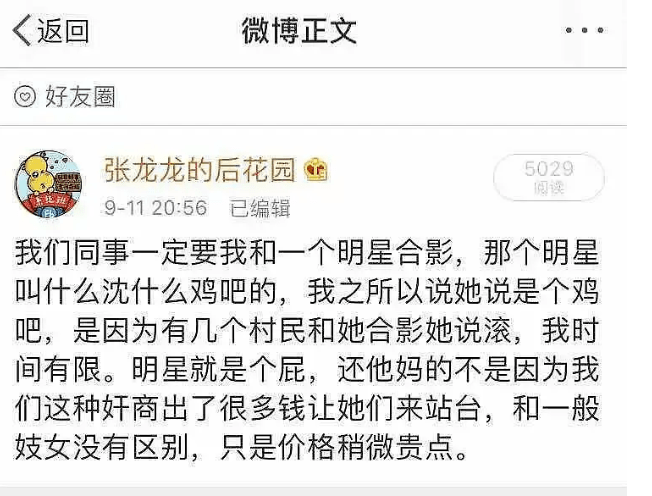 返回 微博正文 ···
好友圈
张龙龙的后花园
5029
阅读
9-11 20:56 已编辑
我们同事一定要我和一个明星合影，那个明星
叫什么沈什么鸡吧的，我之所以说她说是个鸡
吧，是因为有几个村民和她合影她说滚，我时
间有限。明星就是个屁，还他妈的不是因为我
们这种奸商出了很多钱让她们来站台，和一般
妓女没有区别，只是价格稍微贵点。